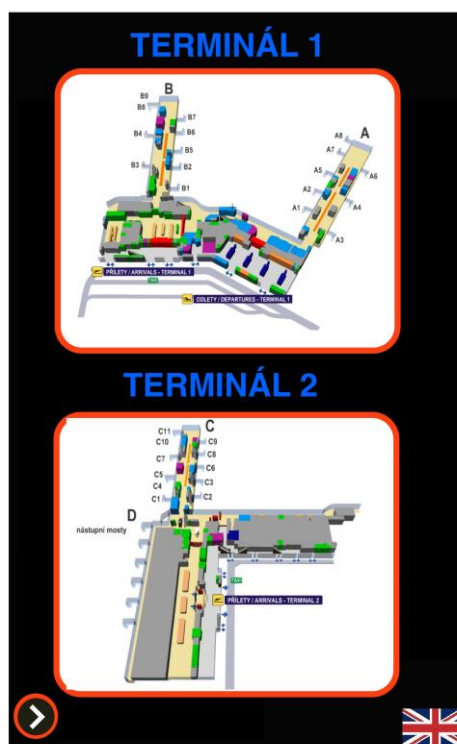 TERMINÁL 1
B
B9
B8
B7
B4
B6
B5
B3
B2
B1
A
A8
A7
A5
A6
A2
A4
A1
A3
PŘÍLETY / ARRIVALS - TERMINAL 1
TAXI
ODLETY / DEPARTURES - TERMINAL 1
TERMINÁL 2
C
C11
C10
C9
C8
C7
C6
C5
C3
C4
C2
C1
D
nástupní mosty
TAXI
PŘÍLETY / ARRIVALS - TERMINAL 2